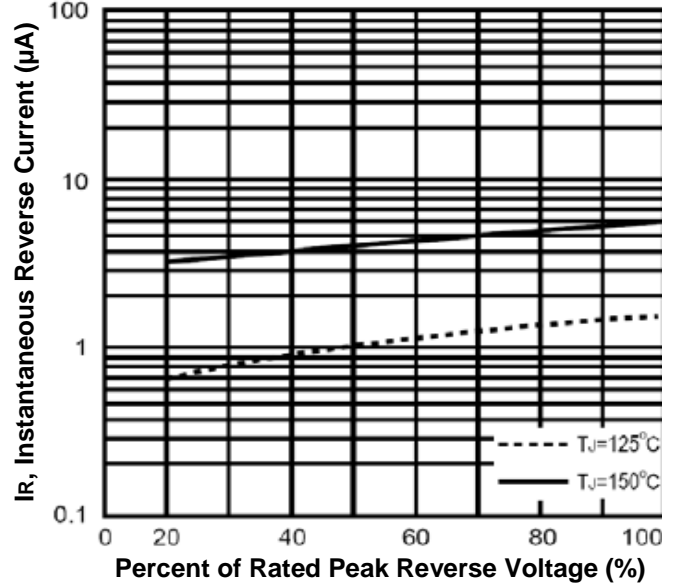 100
10
1
0.1
IR, Instantaneous Reverse Current (µA)
TJ=125°C
TJ=150°C
0 20 40 60 80 100
Percent of Rated Peak Reverse Voltage (%)